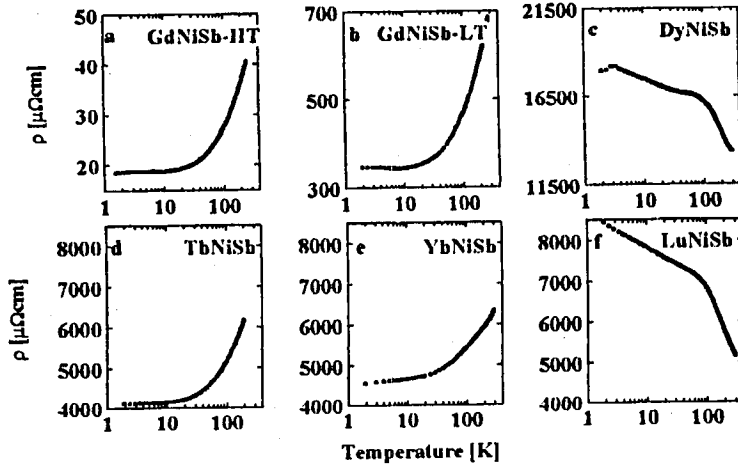 a GdNiSb-HT
b GdNiSb-LT
c DyNiSb
ρ [μΩcm]
50
40
30
20
1 10 100
700
500
300
1 10 100
21500
16500
11500
1 10 100
d TbNiSb
e YbNiSb
f LuNiSb
ρ [μΩcm]
8000
7000
6000
5000
4000
1 10 100
8000
7000
6000
5000
4000
1 10 100
8000
7000
6000
5000
4000
1 10 100
Temperature [K]